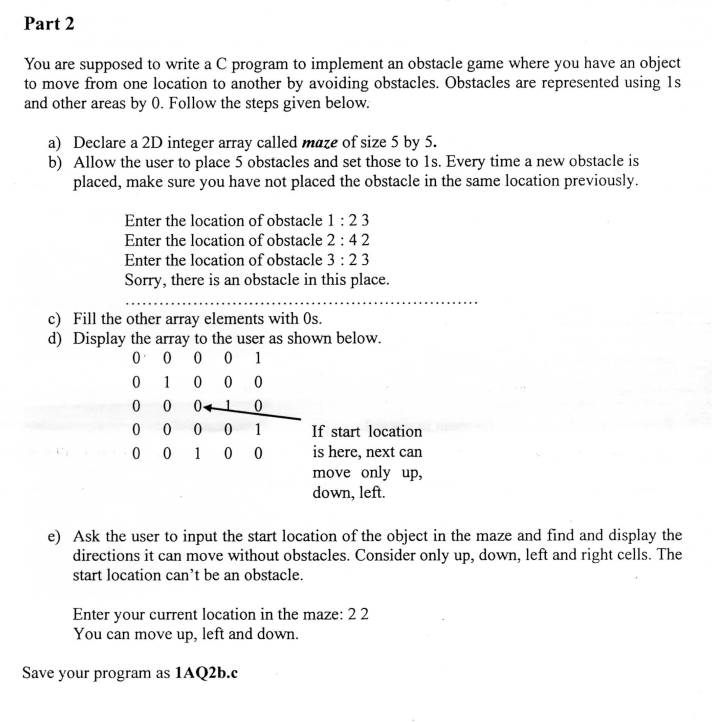 Part 2
You are supposed to write a C program to implement an obstacle game where you have an object
to move from one location to another by avoiding obstacles. Obstacles are represented using 1s
and other areas by 0. Follow the steps given below.
a) Declare a 2D integer array called maze of size 5 by 5.
b) Allow the user to place 5 obstacles and set those to 1s. Every time a new obstacle is
placed, make sure you have not placed the obstacle in the same location previously.
Enter the location of obstacle 1 : 2 3
Enter the location of obstacle 2 : 4 2
Enter the location of obstacle 3 : 2 3
Sorry, there is an obstacle in this place.
............................................................
c) Fill the other array elements with 0s.
d) Display the array to the user as shown below.
0 0 0 0 1
0 1 0 0 0
0 0 0 1 0
0 0 0 0 1
0 0 1 0 0
If start location
is here, next can
move only up,
down, left.
e) Ask the user to input the start location of the object in the maze and find and display the
directions it can move without obstacles. Consider only up, down, left and right cells. The
start location can't be an obstacle.
Enter your current location in the maze: 2 2
You can move up, left and down.
Save your program as 1AQ2b.c